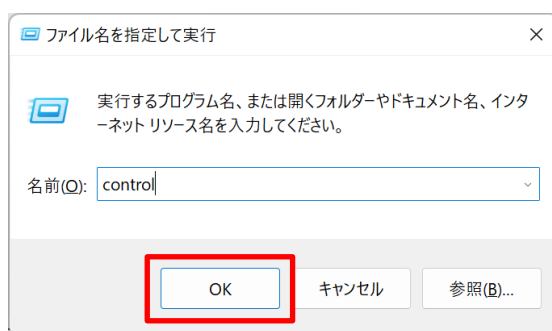 ファイル名を指定して実行
実行するプログラム名、または開くフォルダーやドキュメント名、インタ
ーネット リソース名を入力してください。
名前(O): control
OK キャンセル 参照(B)...